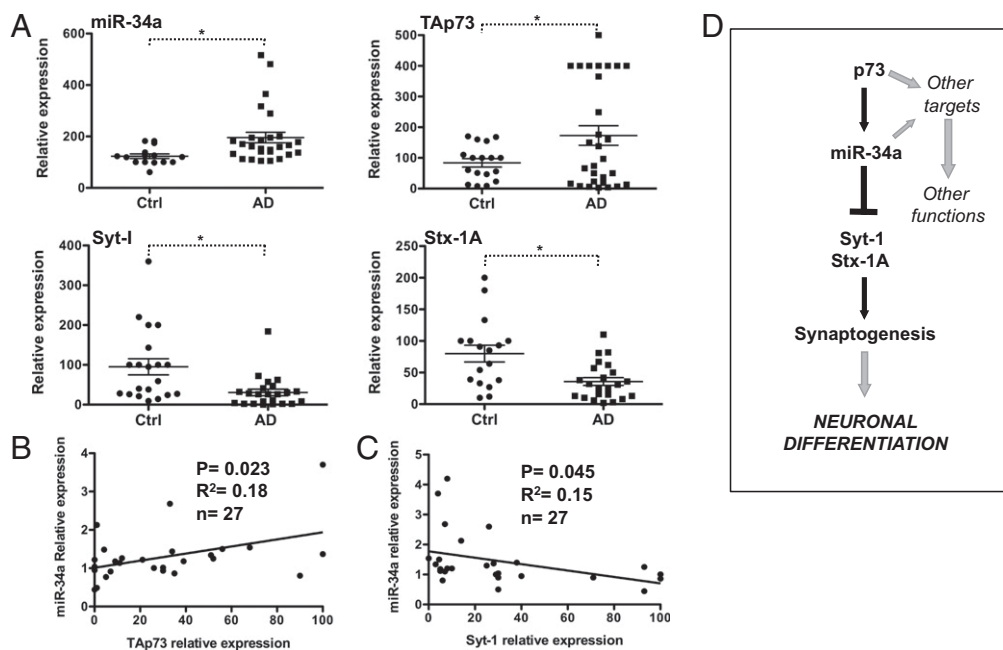 A
miR-34a
*
Relative expression
600
400
200
0
Ctrl
AD
TAp73
*
Relative expression
500
400
300
200
100
0
Ctrl
AD
Syt-I
*
Relative expression
400
300
200
100
0
Ctrl
AD
Stx-1A
*
Relative expression
250
200
150
100
50
0
Ctrl
AD
B
P= 0.023
R²= 0.18
n= 27
miR-34a Relative expression
4
3
2
1
0
0
20
40
60
80
100
TAp73 relative expression
C
P= 0.045
R²= 0.15
n= 27
miR-34a relative expression
5
4
3
2
1
0
0
20
40
60
80
100
Syt-1 relative expression
D
p73
Other
targets
miR-34a
Other
functions
Syt-1
Stx-1A
Synaptogenesis
NEURONAL
DIFFERENTIATION